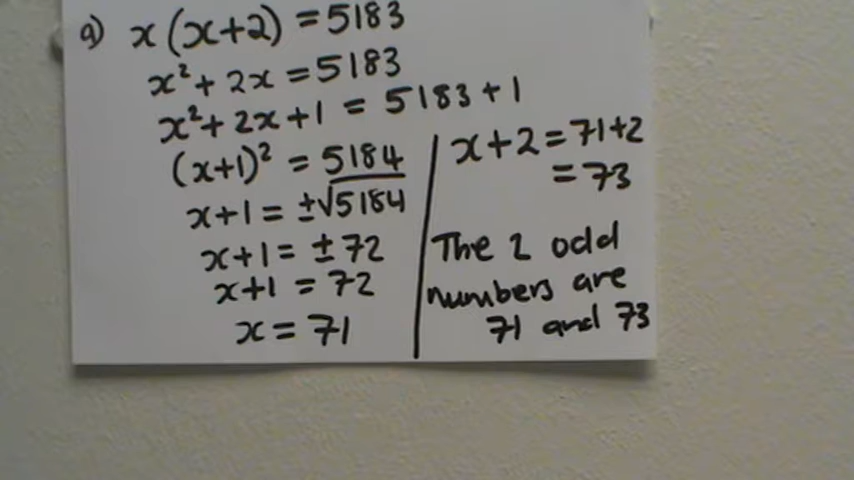 a) x(x+2) = 5183
x² + 2x = 5183
x² + 2x + 1 = 5183 + 1
(x+1)² = 5184
x+1 = ±√5184
x+1 = ±72
x+1 = 72
x = 71
x+2 = 71+2
= 73
The 2 odd
numbers are
71 and 73